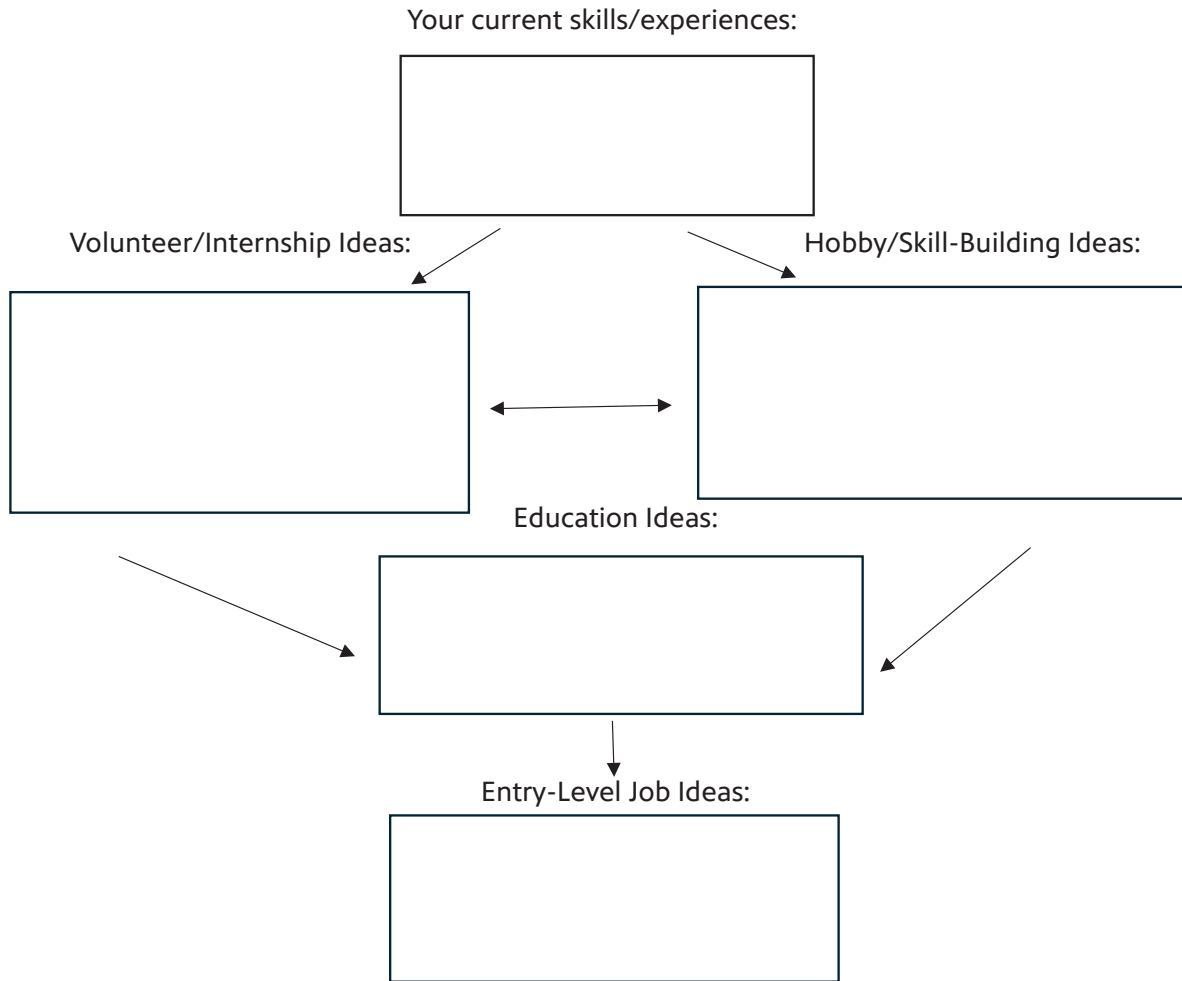 Your current skills/experiences:
Volunteer/Internship Ideas:
Hobby/Skill-Building Ideas:
Education Ideas:
Entry-Level Job Ideas: